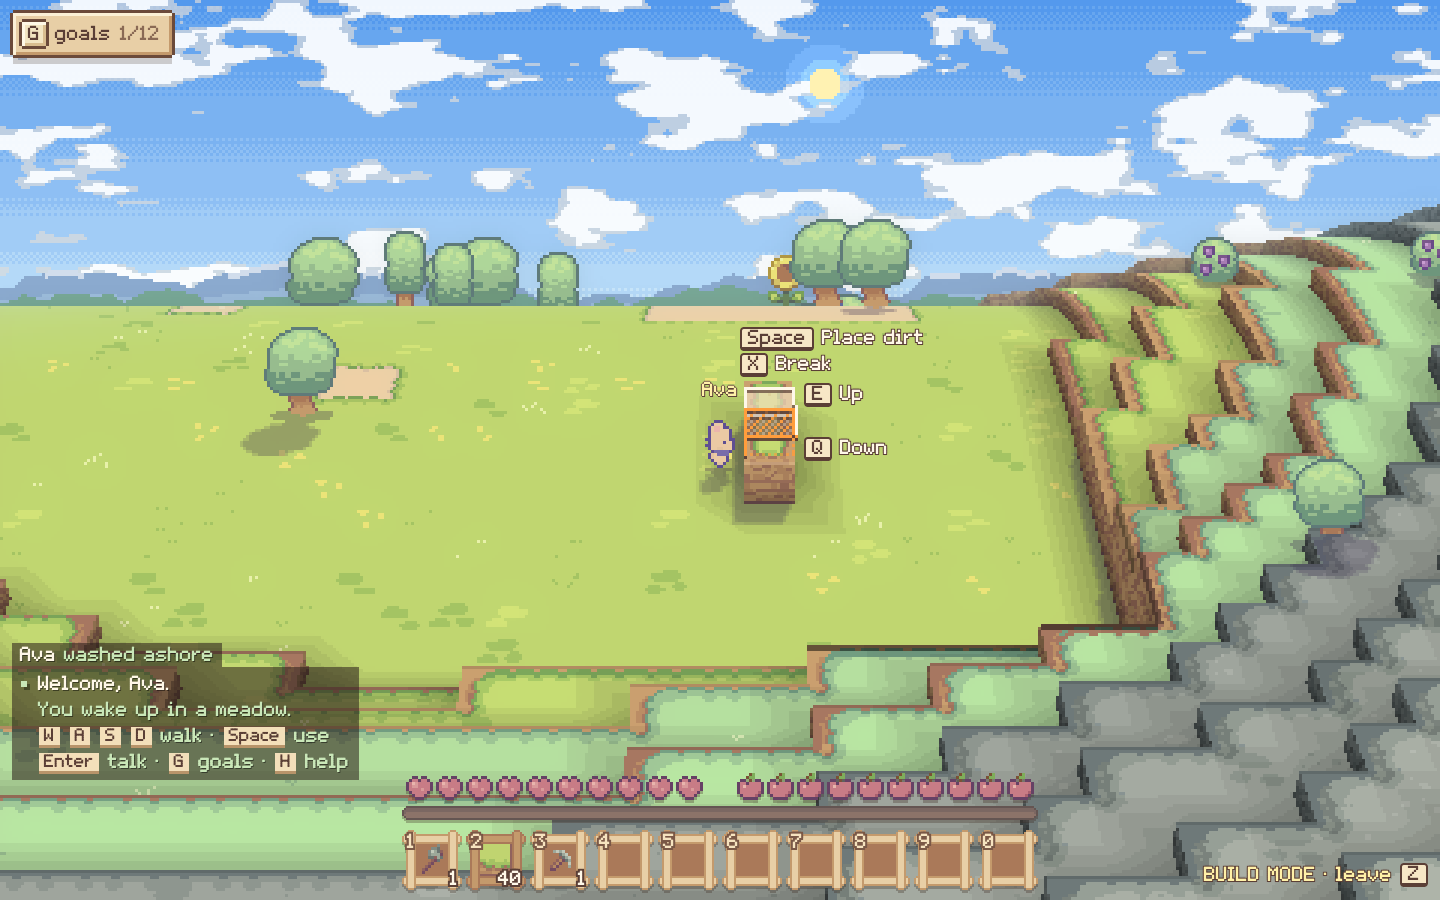 G goals 1/12
Space Place dirt
X Break
Ava
E Up
Q Down
Ava washed ashore
Welcome, Ava.
You wake up in a meadow.
W A S D walk · Space use
Enter talk · G goals · H help
1 2 3 4 5 6 7 8 9 0
1 40 1
BUILD MODE · leave Z